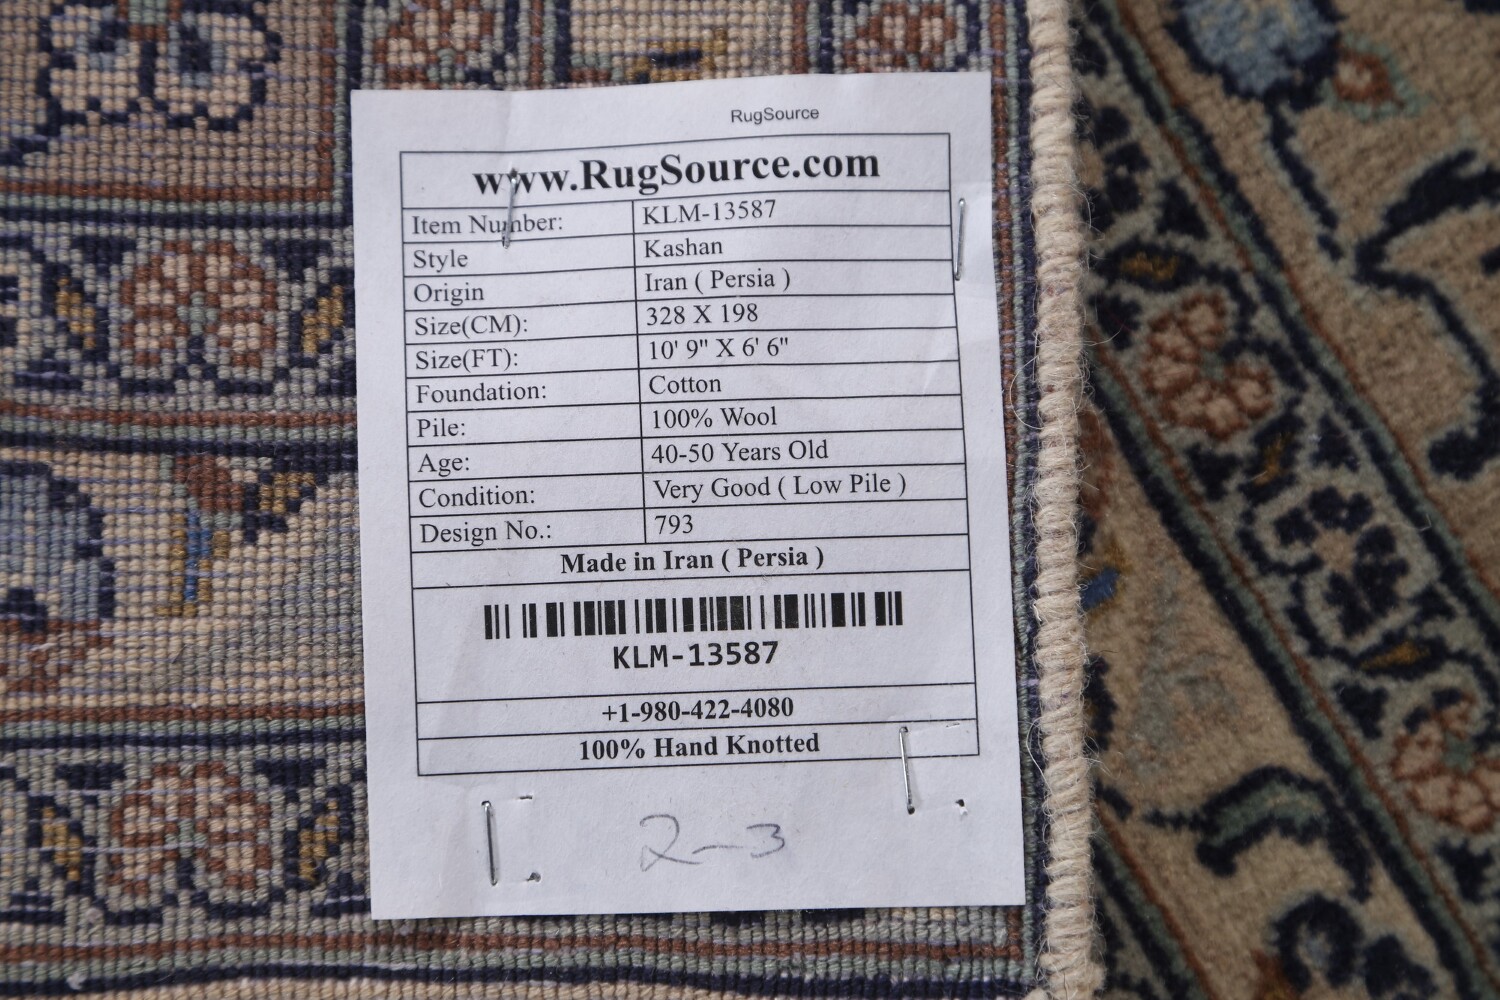 RugSource
www.RugSource.com
Item Number: KLM-13587
Style Kashan
Origin Iran ( Persia )
Size(CM): 328 X 198
Size(FT): 10' 9" X 6' 6"
Foundation: Cotton
Pile: 100% Wool
Age: 40-50 Years Old
Condition: Very Good ( Low Pile )
Design No.: 793
Made in Iran ( Persia )
KLM-13587
+1-980-422-4080
100% Hand Knotted
2-3